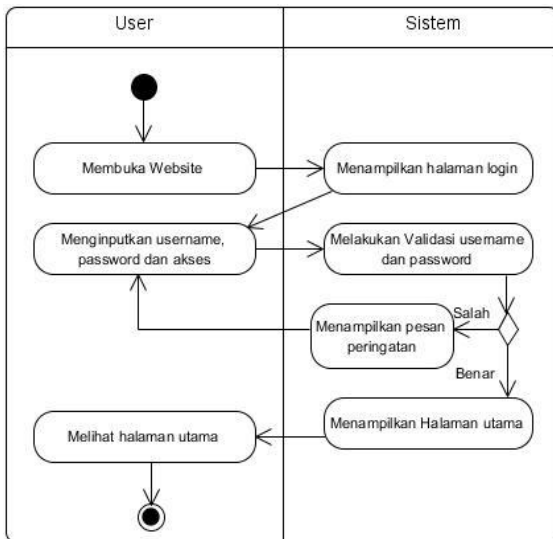 User
Sistem
Membuka Website
Menampilkan halaman login
Menginputkan username,
password dan akses
Melakukan Validasi username
dan password
Salah
Menampilkan pesan
peringatan
Benar
Menampilkan Halaman utama
Melihat halaman utama